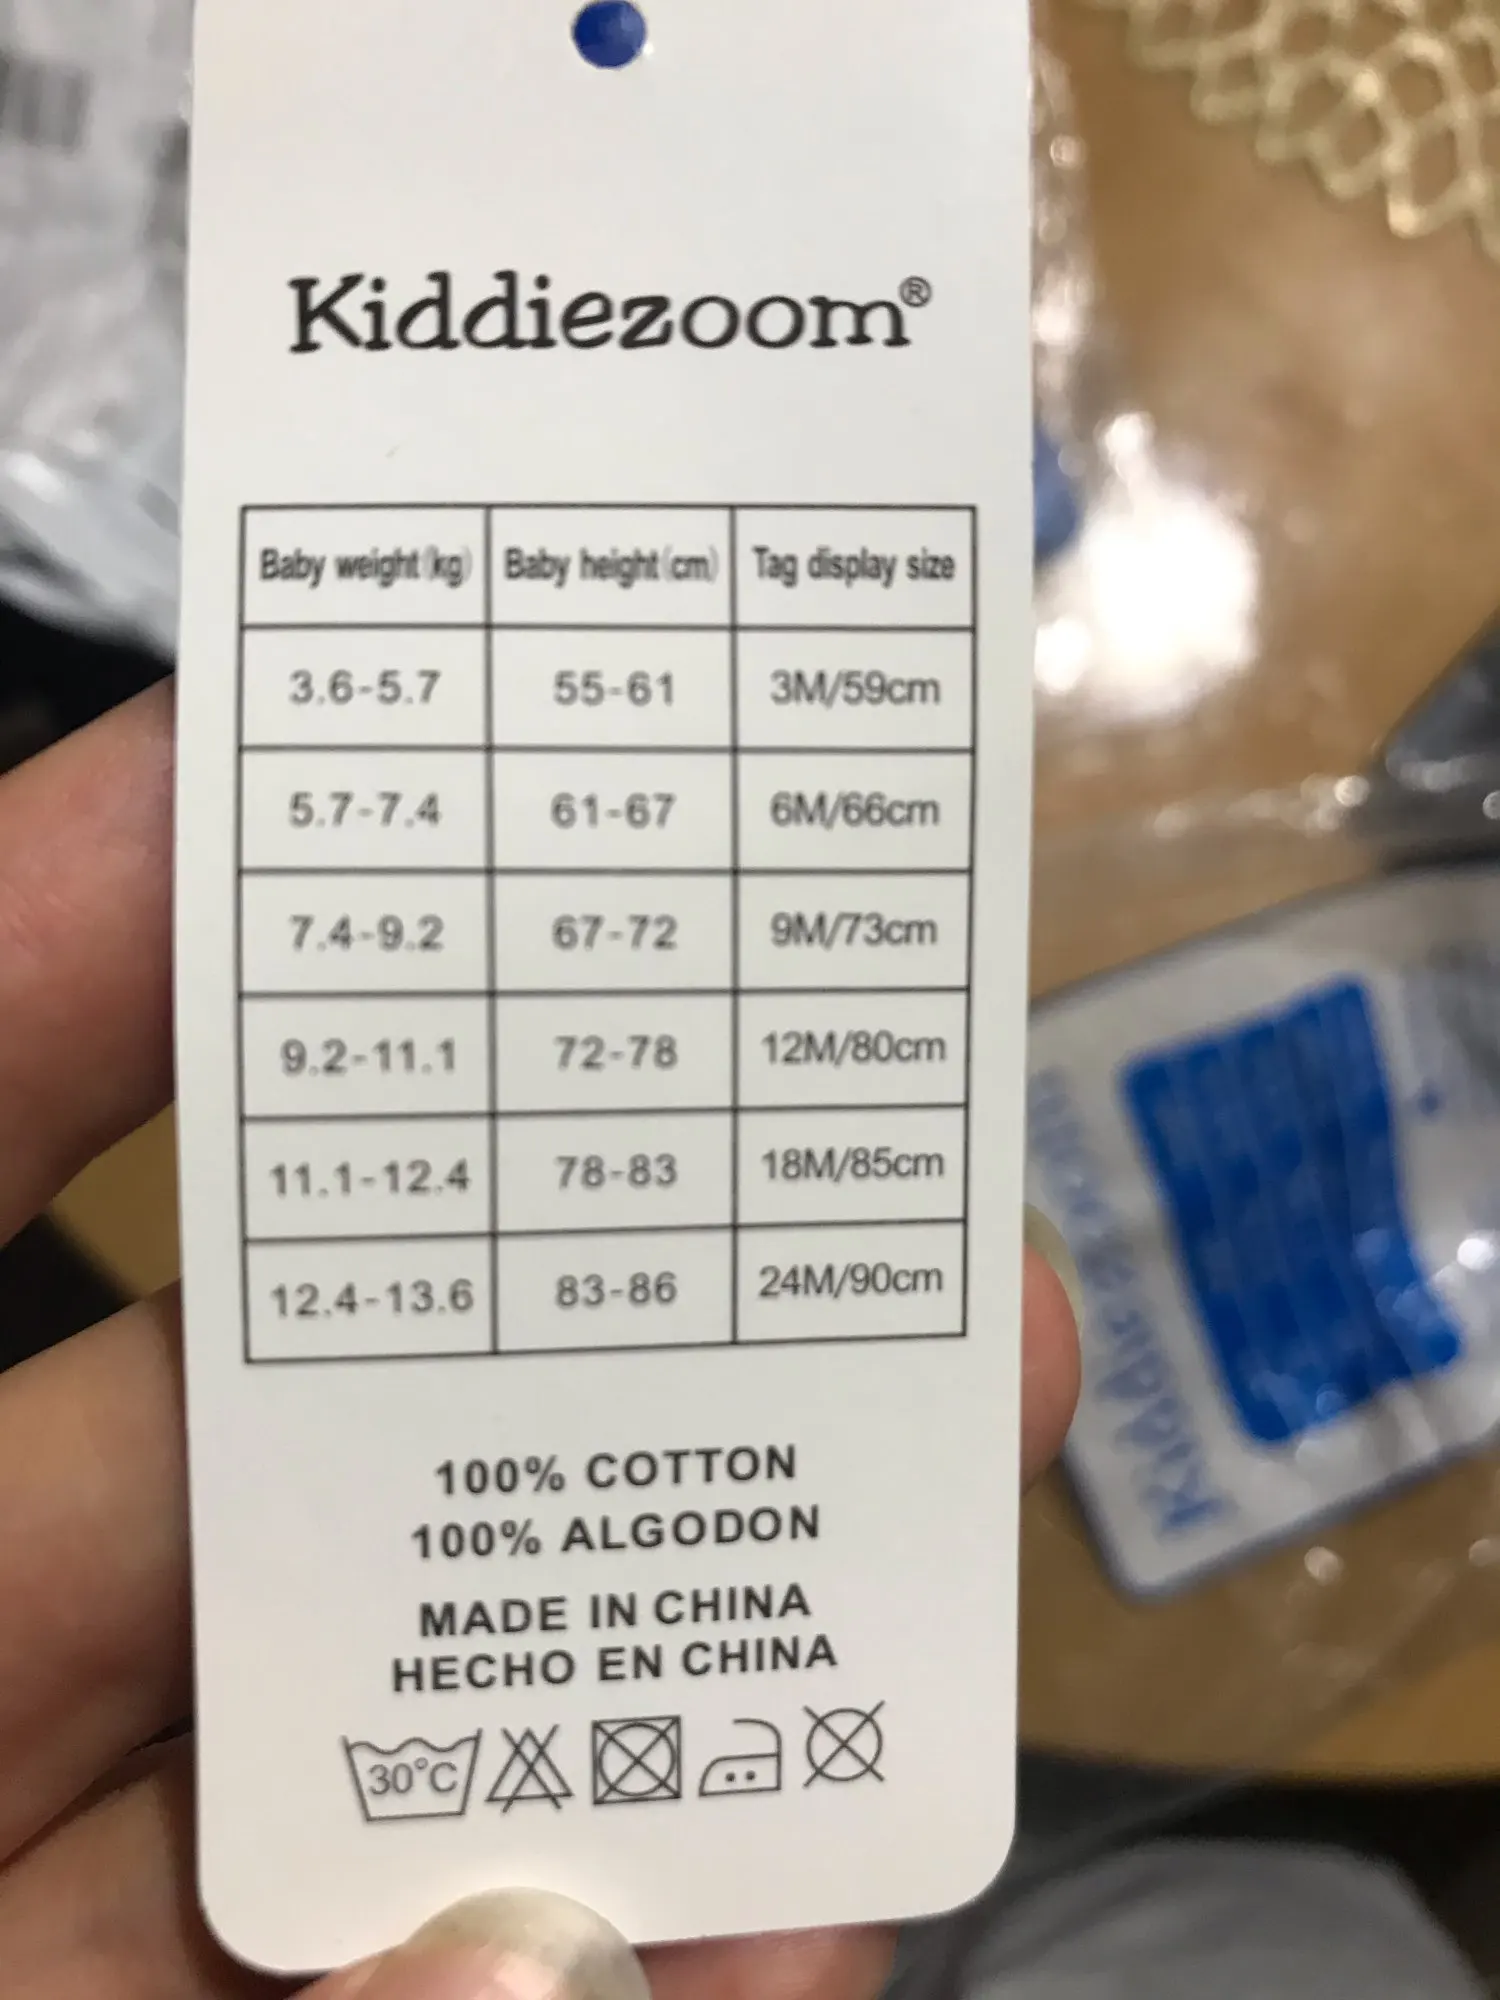 Kiddiezoom®
Baby weight(kg) Baby height(cm) Tag display size
3.6-5.7 55-61 3M/59cm
5.7-7.4 61-67 6M/66cm
7.4-9.2 67-72 9M/73cm
9.2-11.1 72-78 12M/80cm
11.1-12.4 78-83 18M/85cm
12.4-13.6 83-86 24M/90cm
100% COTTON
100% ALGODON
MADE IN CHINA
HECHO EN CHINA
30°C
Kiddiezoom